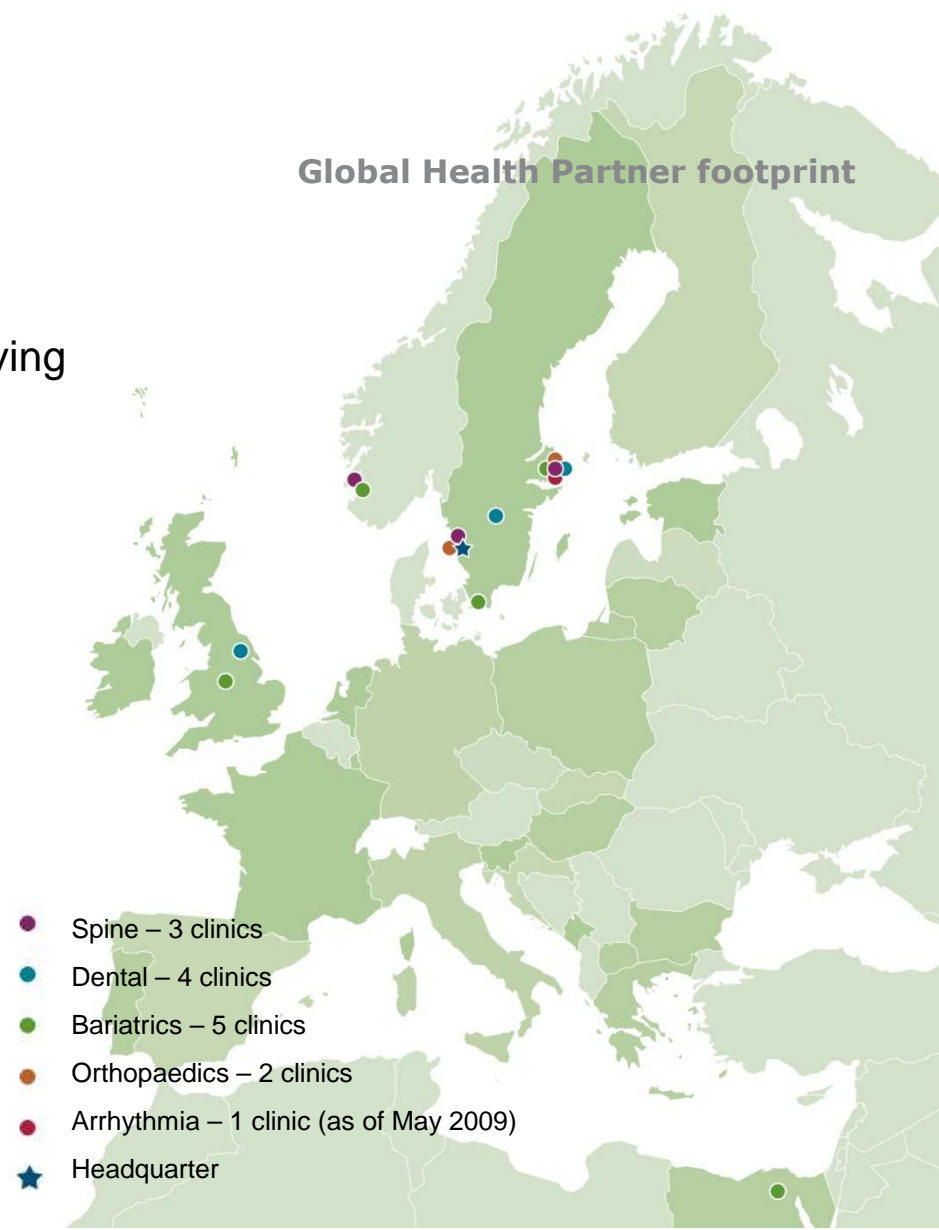 Global Health Partner footprint
ving
Spine – 3 clinics
Dental – 4 clinics
Bariatrics – 5 clinics
Orthopaedics – 2 clinics
Arrhythmia – 1 clinic (as of May 2009)
Headquarter